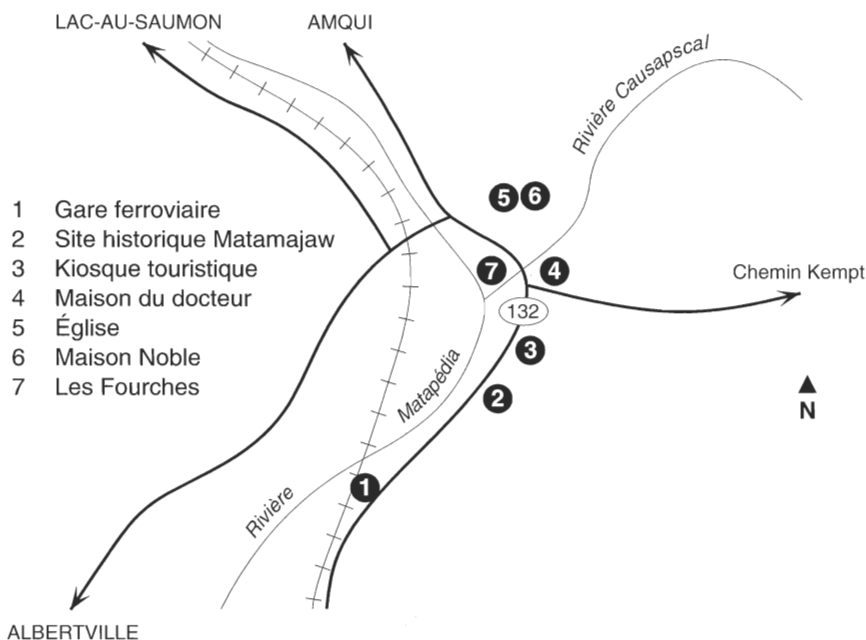 LAC-AU-SAUMON
AMQUI
Rivière Causapscal
1 Gare ferroviaire
2 Site historique Matamajaw
3 Kiosque touristique
4 Maison du docteur
5 Église
6 Maison Noble
7 Les Fourches
5 6
7 4
Chemin Kempt
132
3
Matapédia
2
N
1
Rivière
ALBERTVILLE